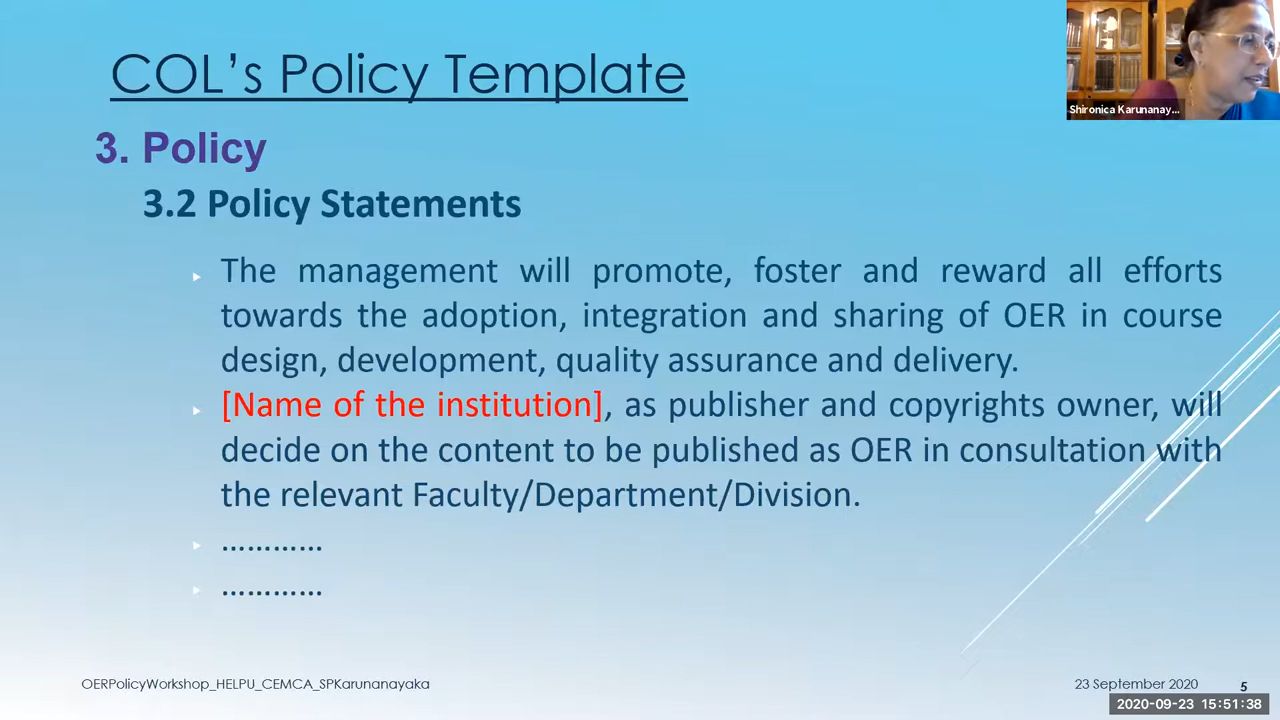 COL's Policy Template
Shironica Karunanay...
3. Policy
3.2 Policy Statements
The management will promote, foster and reward all efforts
towards the adoption, integration and sharing of OER in course
design, development, quality assurance and delivery.
[Name of the institution], as publisher and copyrights owner, will
decide on the content to be published as OER in consultation with
the relevant Faculty/Department/Division.
…………
…………
OERPolicyWorkshop_HELPU_CEMCA_SPKarunanayaka
23 September 2020
5
2020-09-23 15:51:38